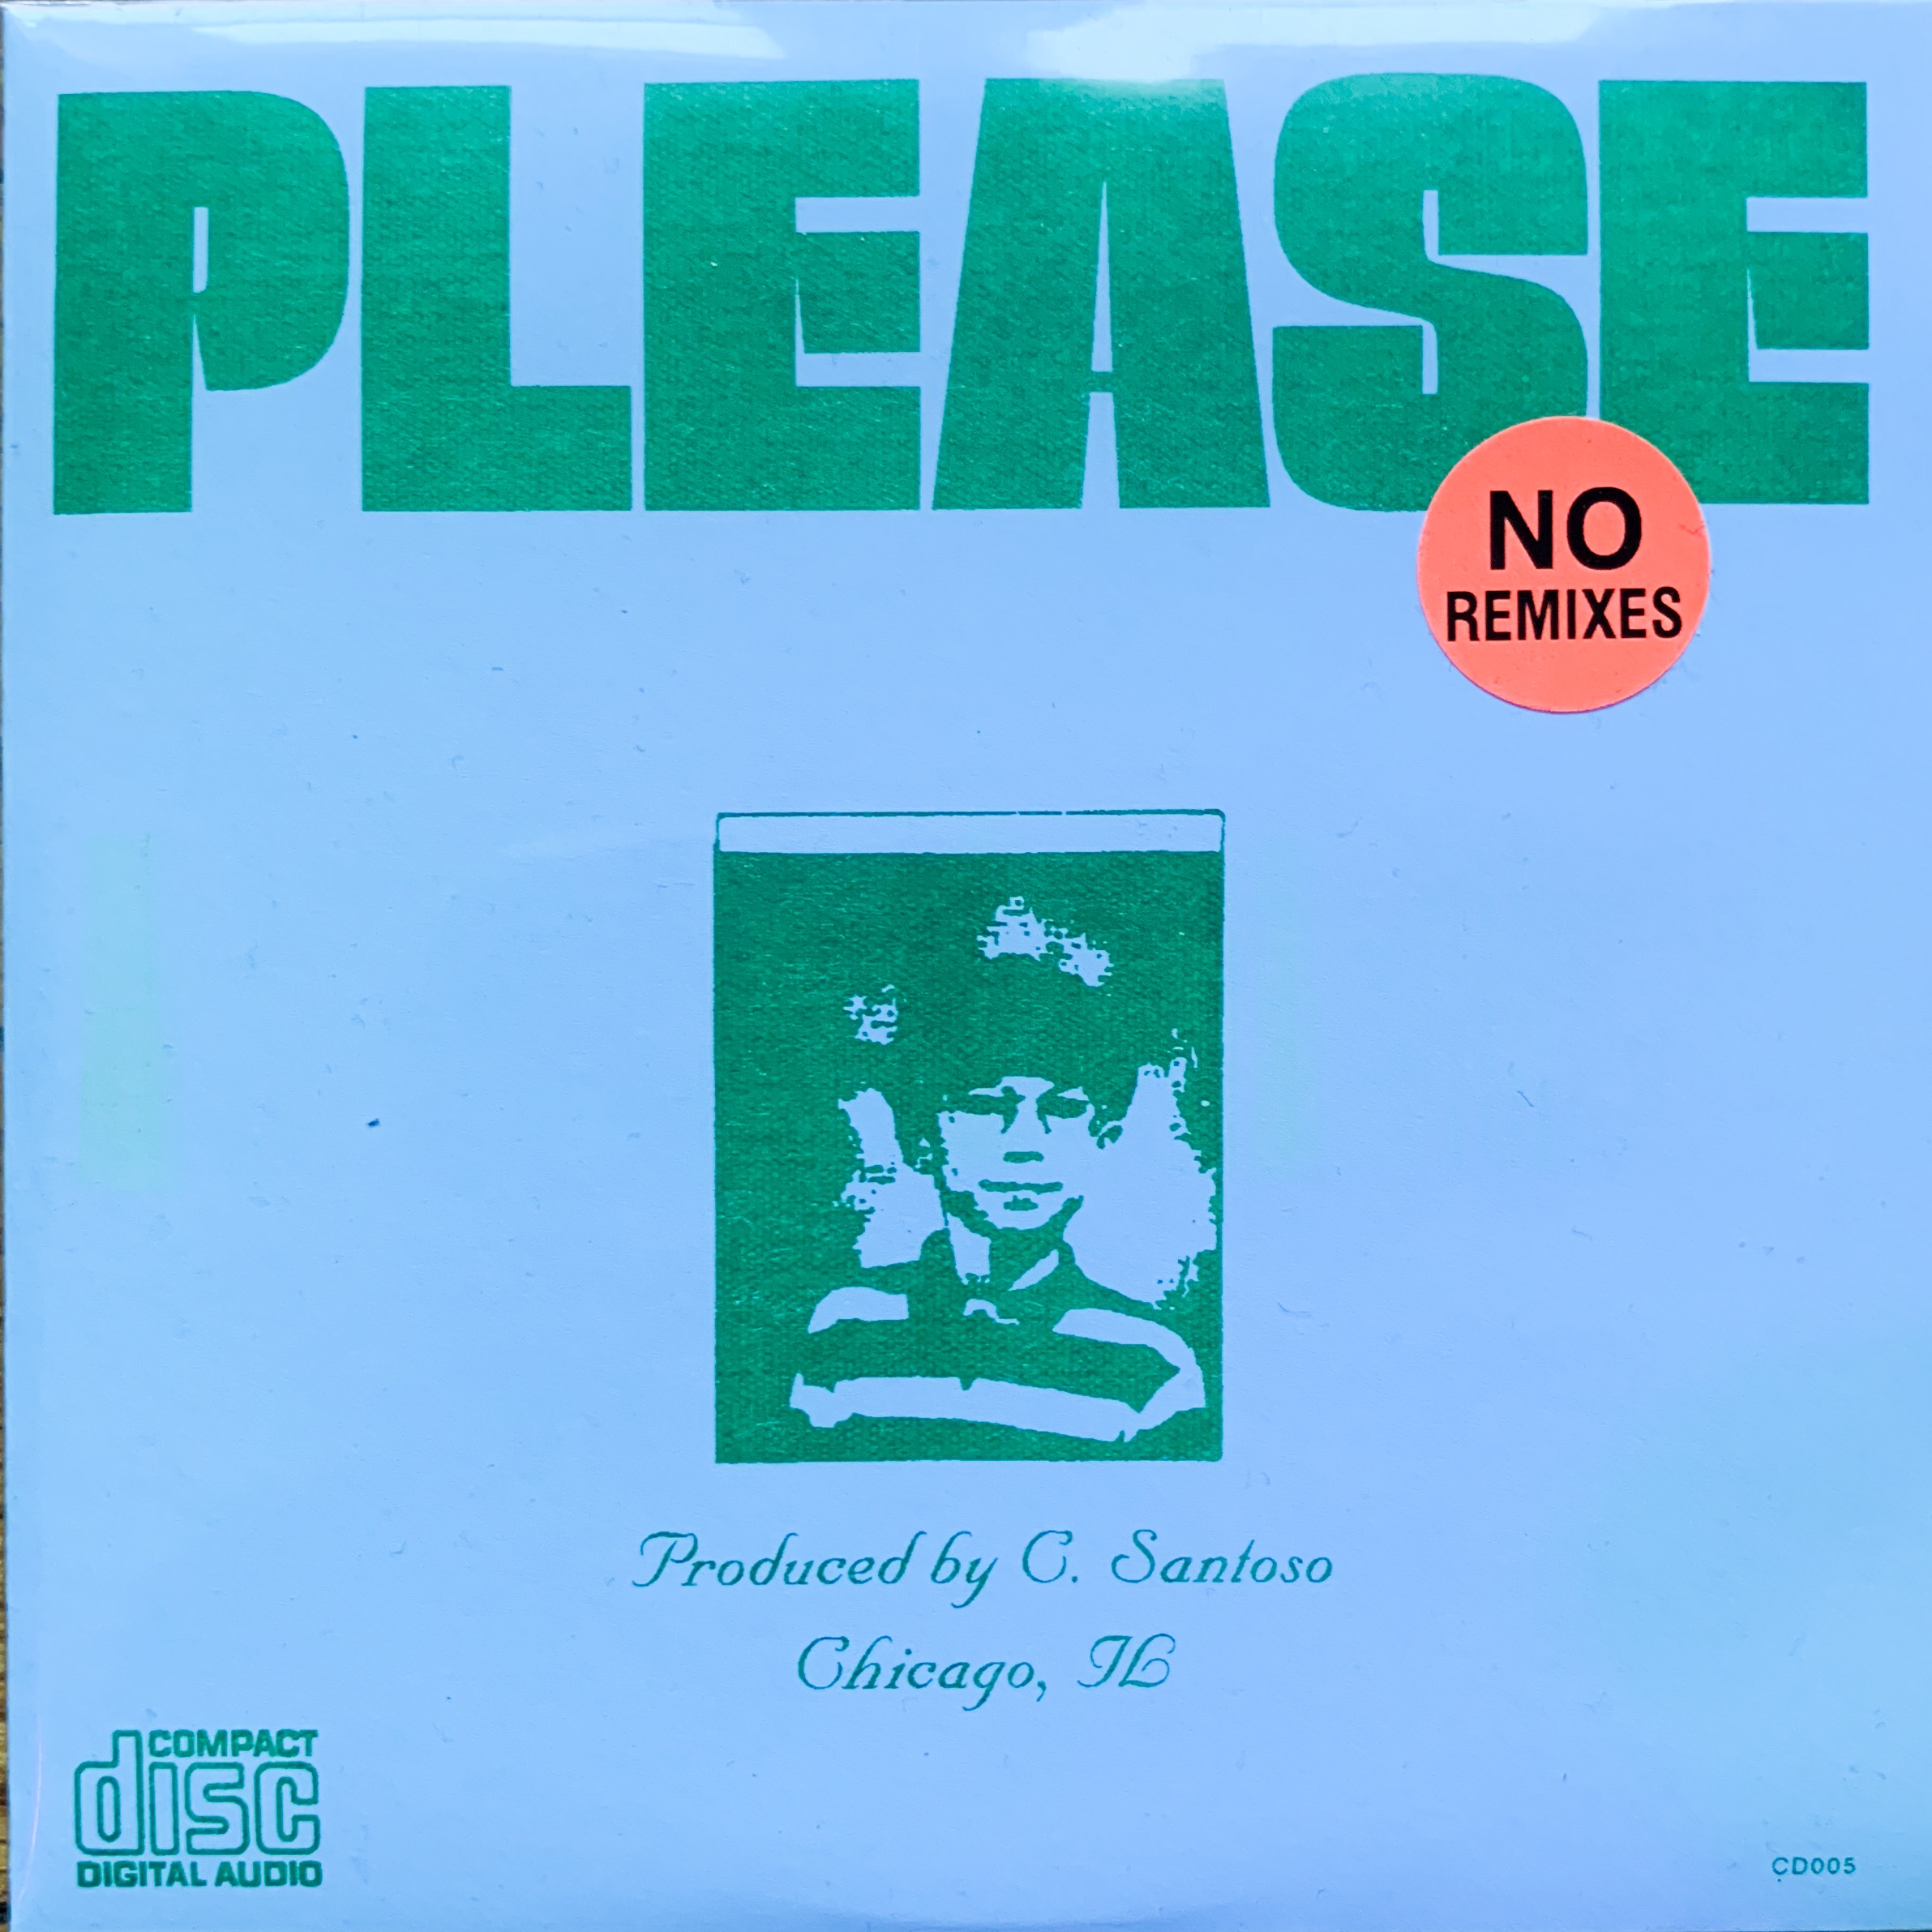 PLEASE
NO
REMIXES
Produced by C. Santoso
Chicago, IL
COMPACT
disc
DIGITAL AUDIO
CD005